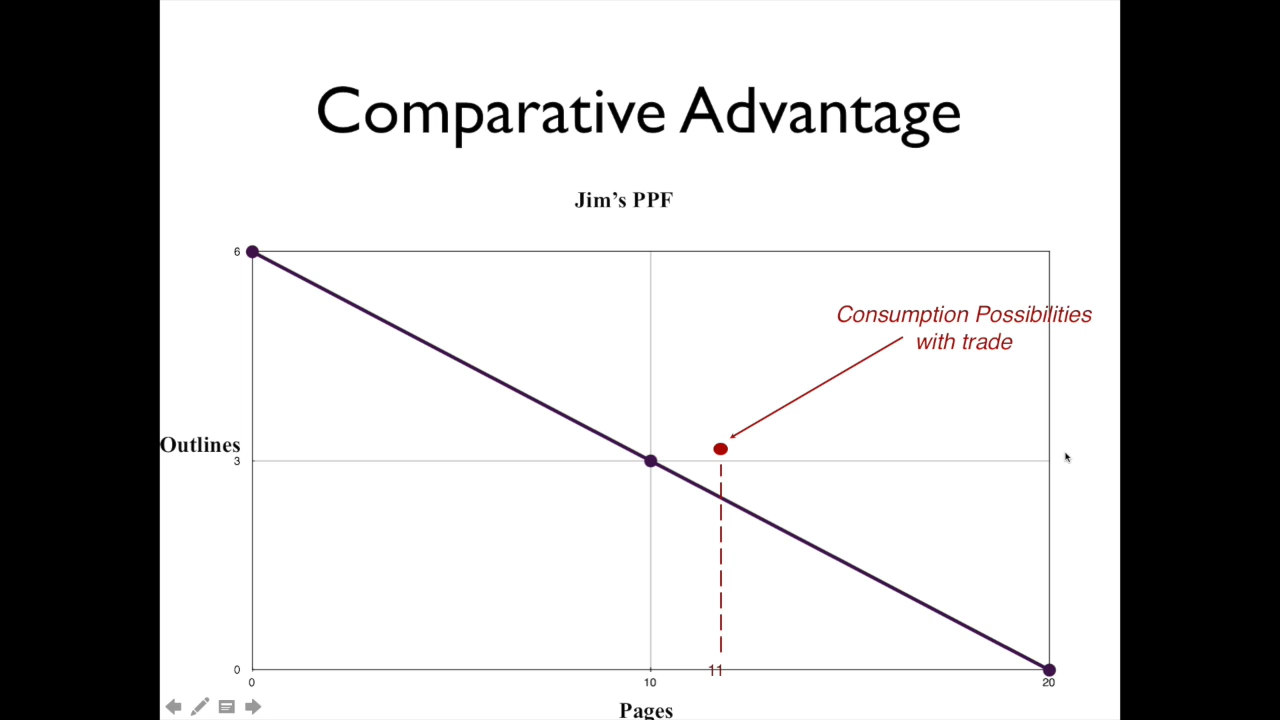 Comparative Advantage
Jim's PPF
6
Consumption Possibilities
with trade
Outlines
3
0
11
0
10
20
Pages